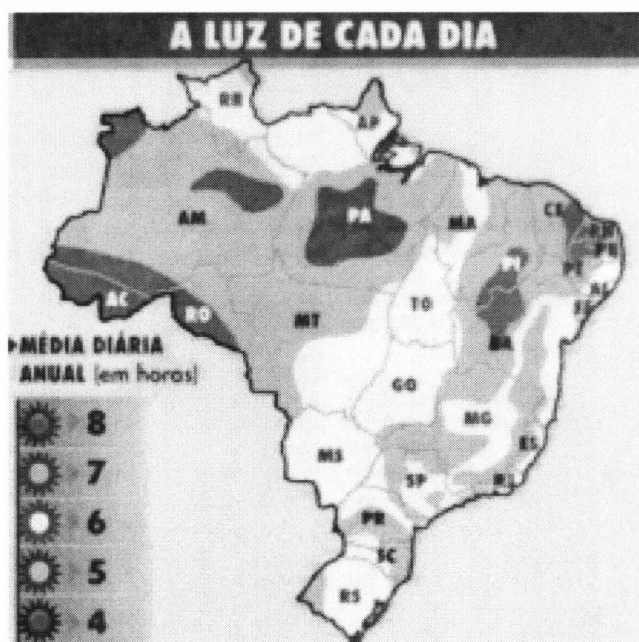 A LUZ DE CADA DIA
RR
AP
AM
PA
MA
CE
RN
PB
PI
PE
AL
SE
AC
RO
MT
TO
BA
MÉDIA DIÁRIA
ANUAL (em horas)
GO
MG
ES
MS
SP
RJ
PR
SC
RS
8
7
6
5
4